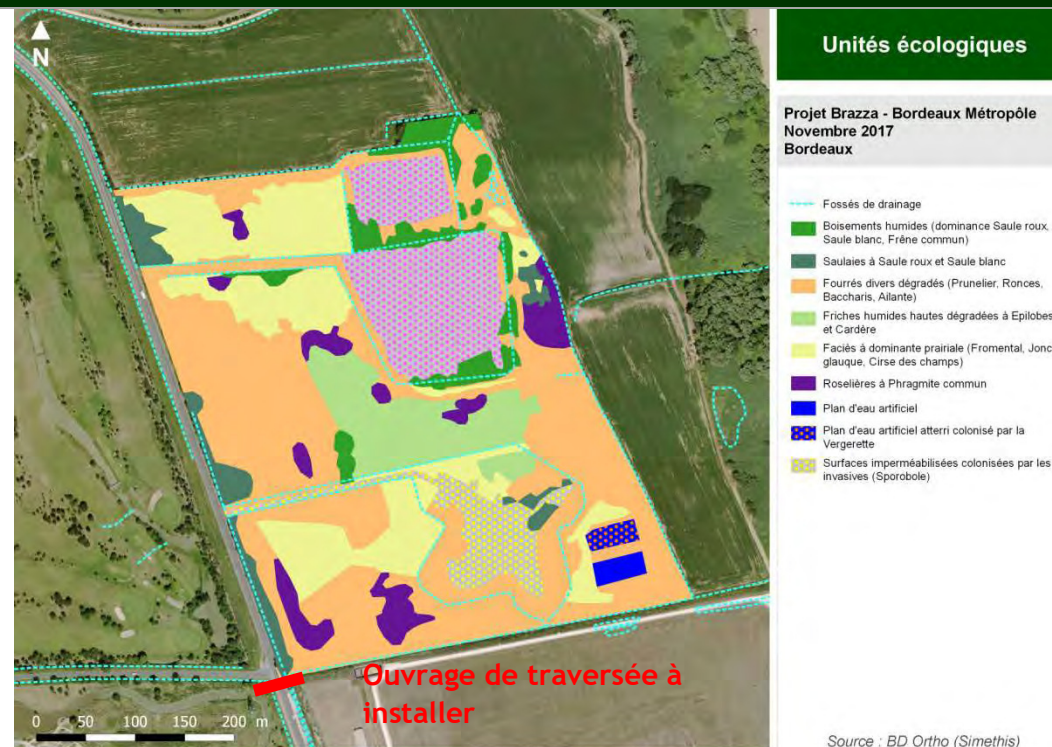 N
Ouvrage de traversée à
installer
0 50 100 150 200 m
Unités écologiques
Projet Brazza - Bordeaux Métropôle
Novembre 2017
Bordeaux
Fossés de drainage
Boisements humides (dominance Saule roux,
Saule blanc, Frêne commun)
Saulaies à Saule roux et Saule blanc
Fourrés divers dégradés (Prunelier, Ronces,
Baccharis, Ailante)
Friches humides hautes dégradées à Epilobes
et Cardère
Faciès à dominante prairiale (Fromental, Jonc
glauque, Cirse des champs)
Roselières à Phragmite commun
Plan d'eau artificiel
Plan d'eau artificiel atterri colonisé par la
Vergerette
Surfaces imperméabilisées colonisées par les
invasives (Sporobole)
Source : BD Ortho (Simethis)